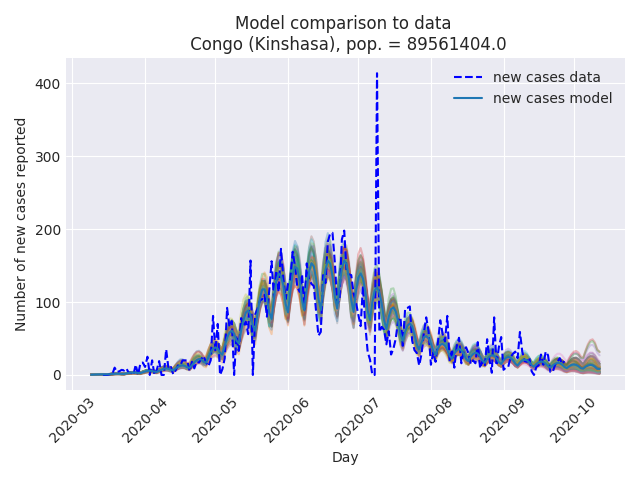 Model comparison to data
Congo (Kinshasa), pop. = 89561404.0
new cases data
new cases model
Number of new cases reported
400
300
200
100
0
2020-03
2020-04
2020-05
2020-06
2020-07
2020-08
2020-09
2020-10
Day